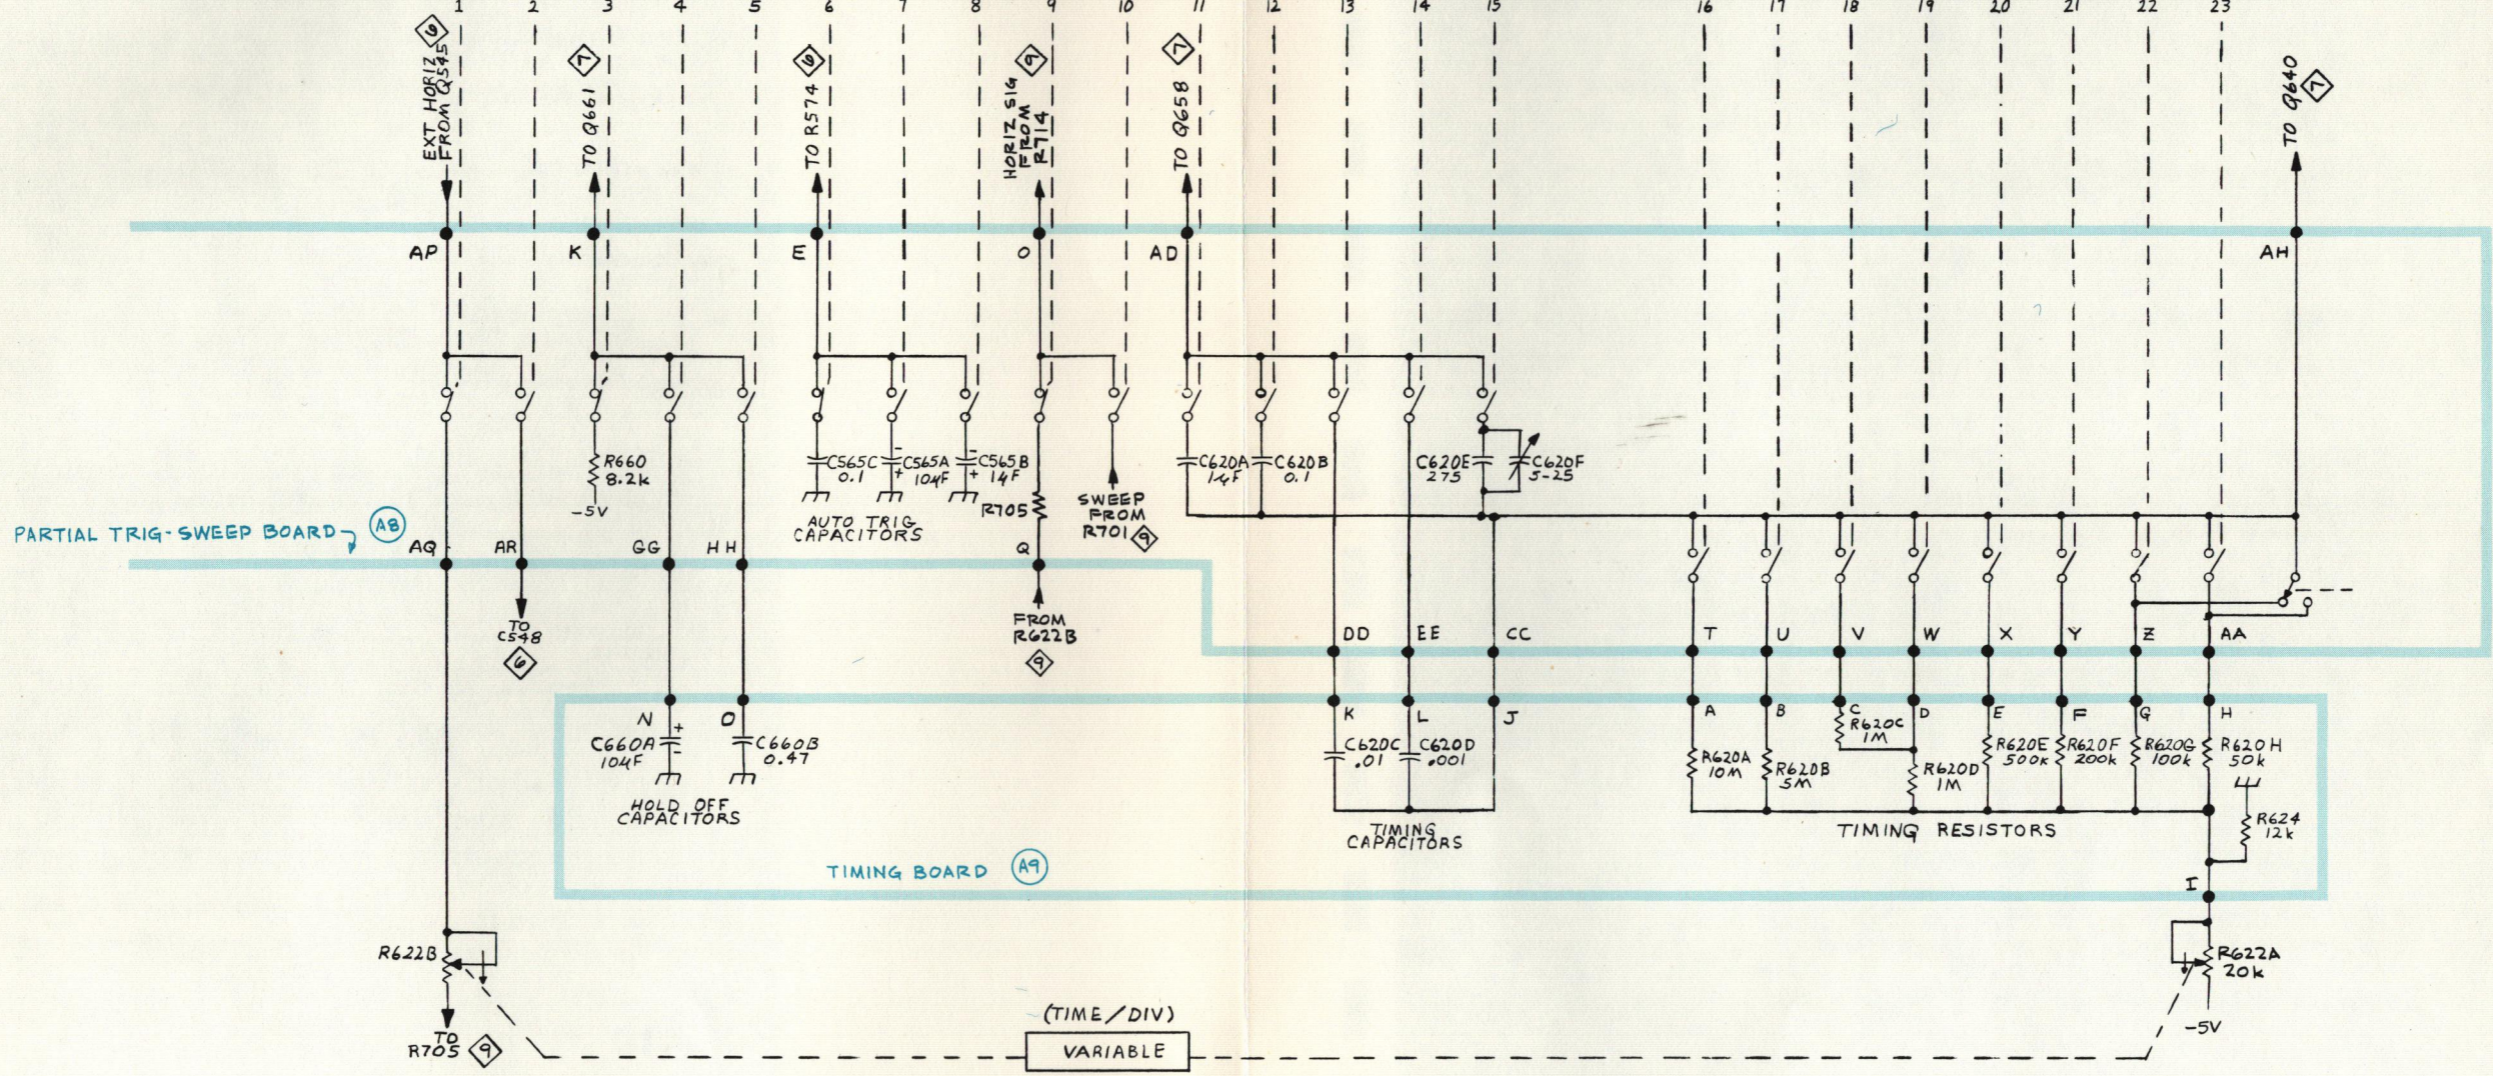 1 2 3 4 5 6 7 8 9 10 11 12 13 14 15 16 17 18 19 20 21 22 23
EXT HORIZ
FROM Q545
6
TO Q661
7
TO R574
6
HORIZ SIG
FROM
R714
9
TO Q658
7
TO Q640
7
AP K E O AD AH
R660
8.2k
-5V
C565C
0.1
-
+
C565A
10μF
-
+
C565B
1μF
AUTO TRIG
CAPACITORS
R705
SWEEP
FROM
R701
9
C620A
1μF
C620B
0.1
C620E
275
C620F
5-25
PARTIAL TRIG-SWEEP BOARD
A8
AQ AR GG HH Q
TO
C548
6
FROM
R622B
9
DD EE CC T U V W X Y Z AA
N O K L J A B C D E F G H
C660A
10μF
+
-
C660B
0.47
HOLD OFF
CAPACITORS
C620C
.01
C620D
.001
TIMING
CAPACITORS
R620A
10M
R620B
5M
R620C
1M
R620D
1M
R620E
500k
R620F
200k
R620G
100k
R620H
50k
TIMING RESISTORS
R624
12k
TIMING BOARD
A9
I
R622B
R622A
20k
-5V
TO
R705
9
(TIME/DIV)
VARIABLE